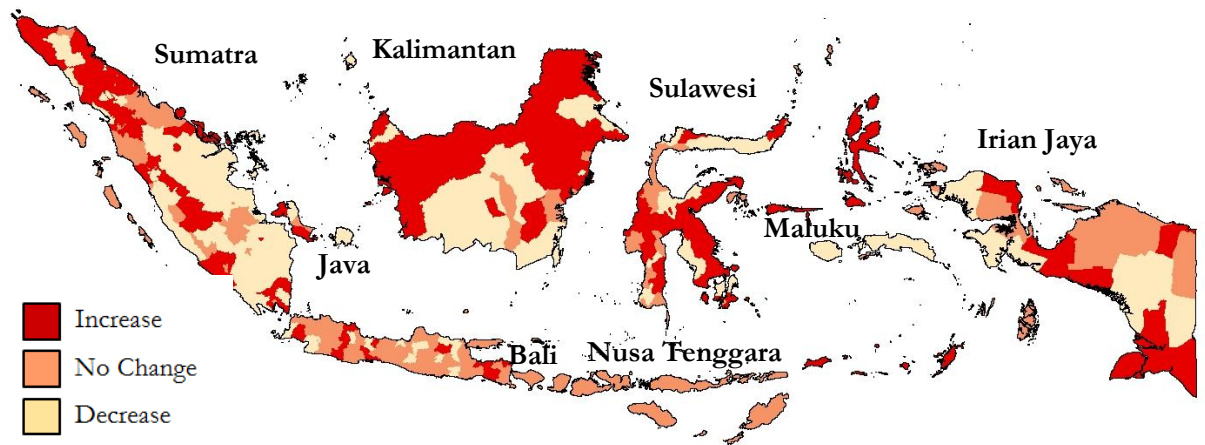 Sumatra
Kalimantan
Sulawesi
Irian Jaya
Maluku
Java
Bali
Nusa Tenggara
Increase
No Change
Decrease